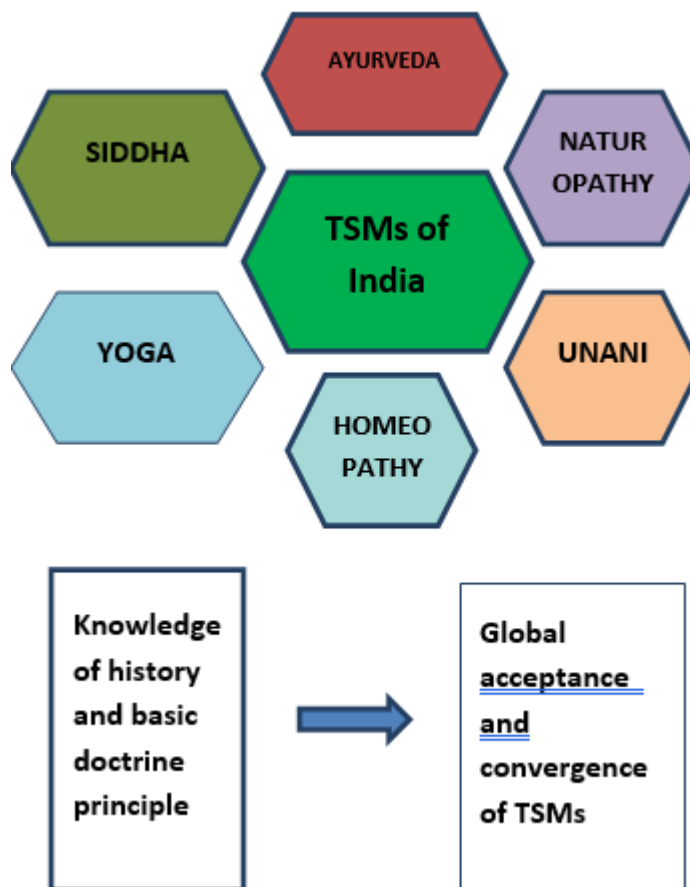 AYURVEDA
SIDDHA
NATUR
OPATHY
TSMs of
India
YOGA
UNANI
HOMEO
PATHY
Knowledge
of history
and basic
doctrine
principle
Global
acceptance
and
convergence
of TSMs